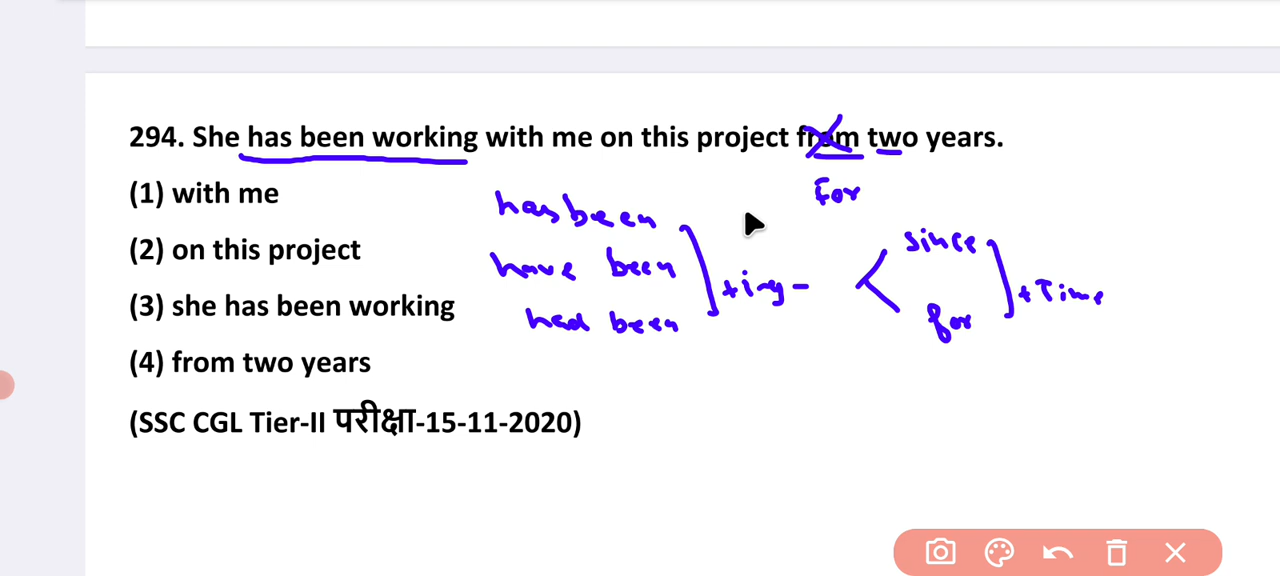 294. She has been working with me on this project from two years.
(1) with me
For
has been
since
(2) on this project
have been
+ing-
+Time
(3) she has been working
had been
for
(4) from two years
(SSC CGL Tier-II परीक्षा-15-11-2020)